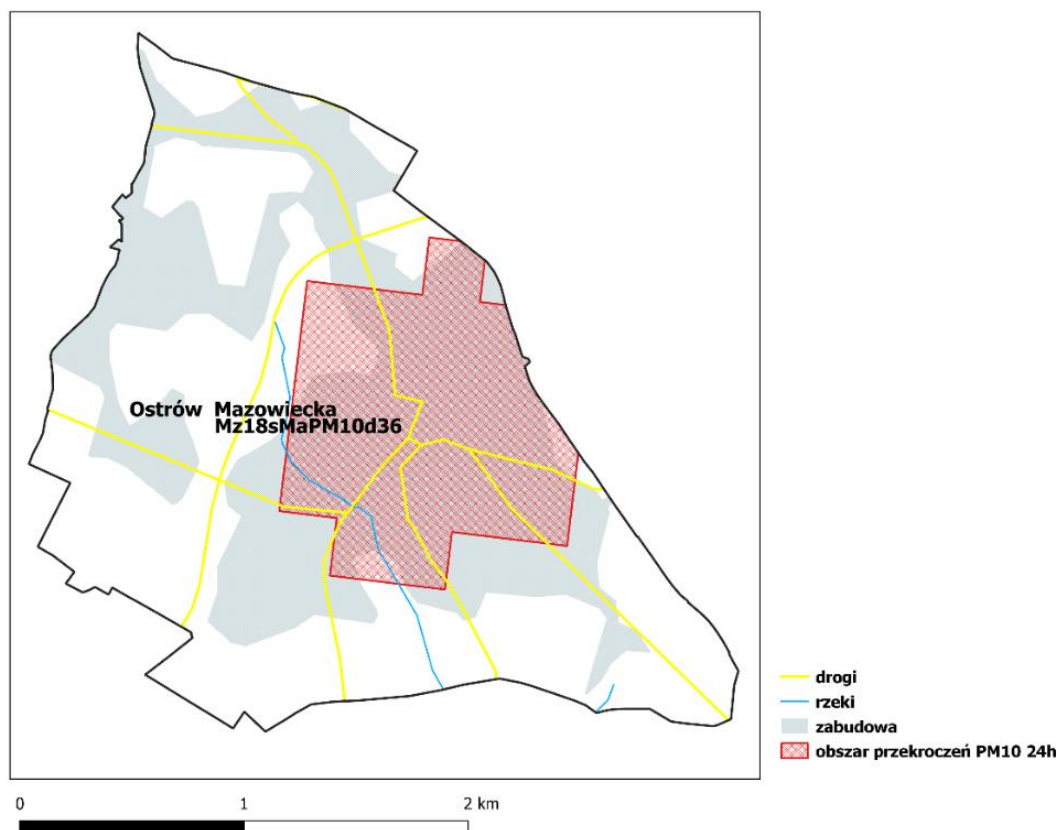 Ostrów Mazowiecka
Mz18sMaPM10d36
drogi
rzeki
zabudowa
obszar przekroczeń PM10 24h
0 1 2 km